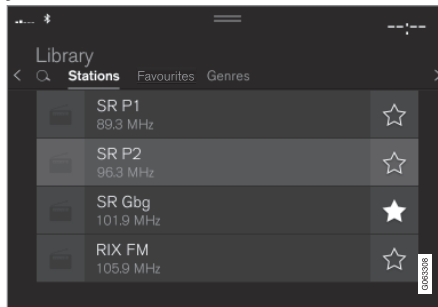 --:--
Library
Stations Favourites Genres
SR P1
89.3 MHz
SR P2
96.3 MHz
SR Gbg
101.9 MHz
RIX FM
105.9 MHz
G063308